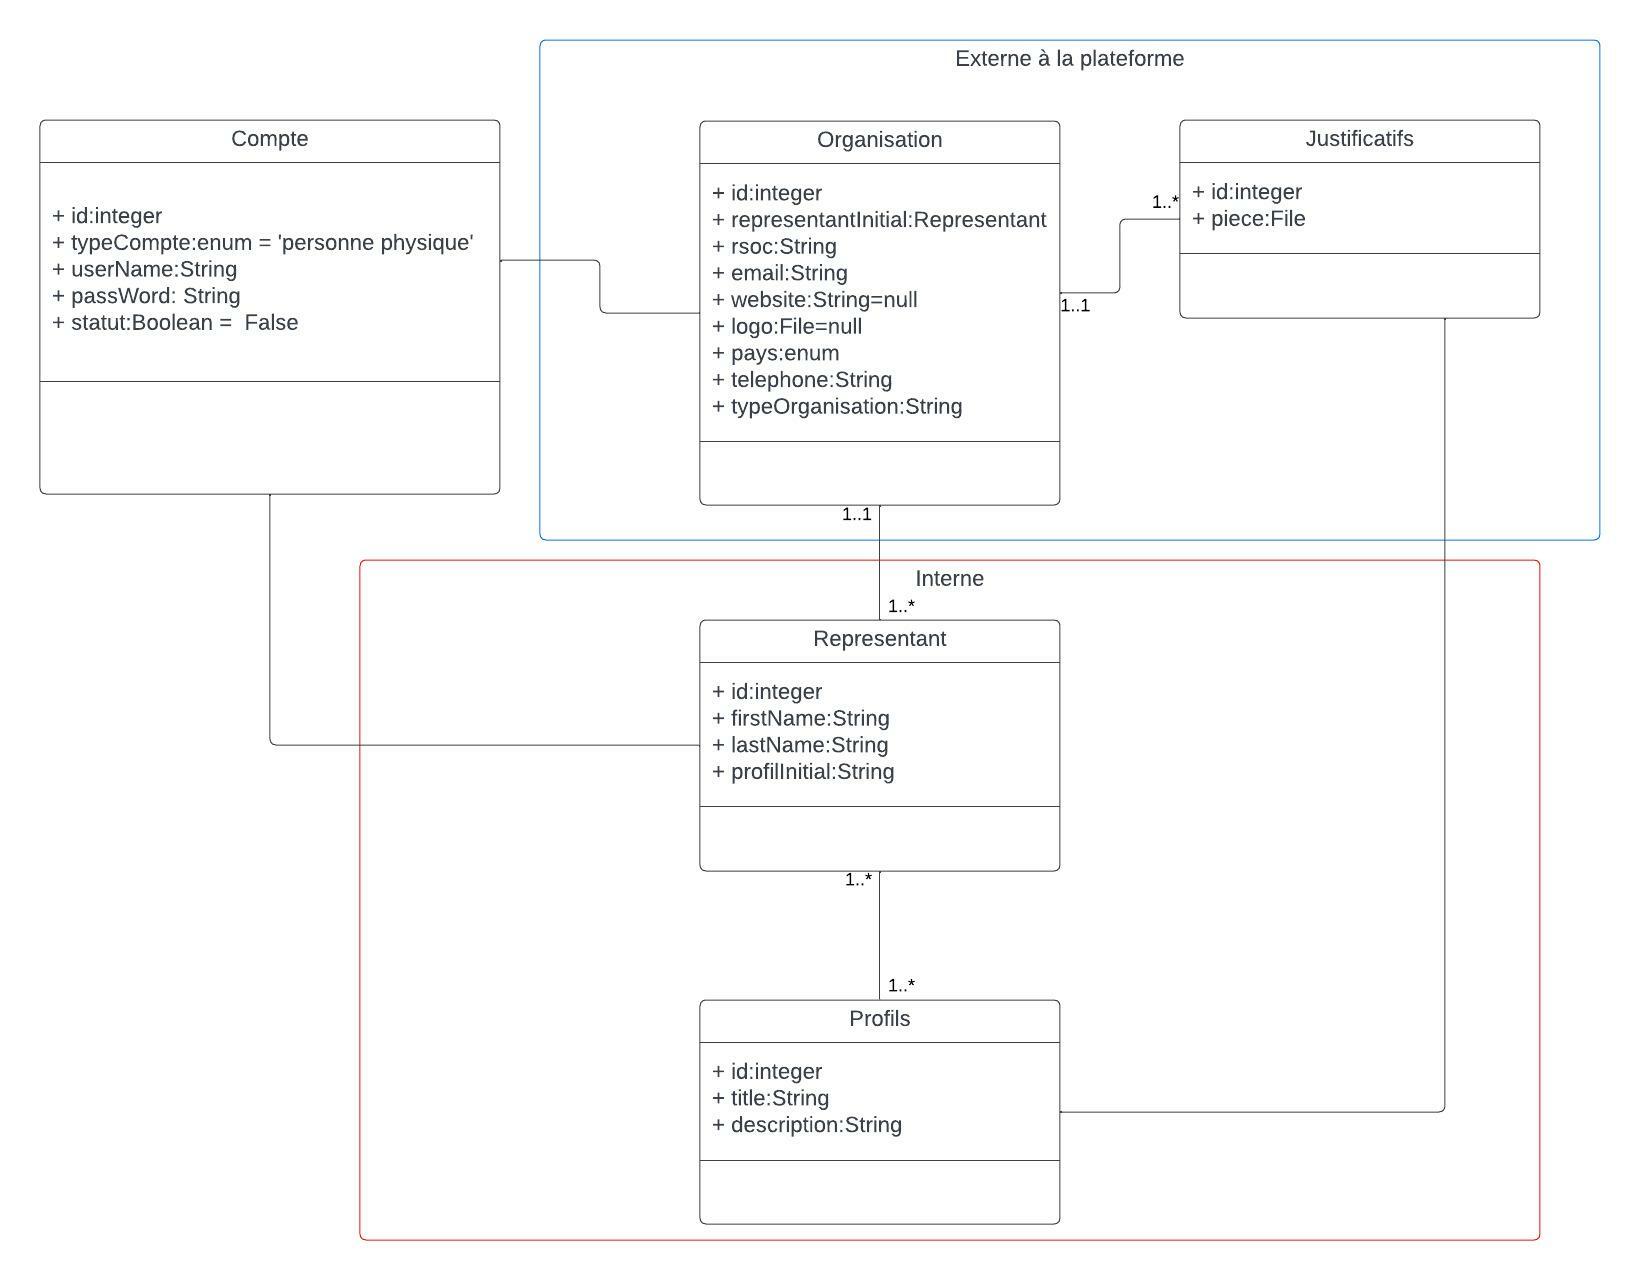 Externe à la plateforme
Compte
+ id:integer
+ typeCompte:enum = 'personne physique'
+ userName:String
+ passWord: String
+ statut:Boolean =  False
Organisation
+ id:integer
+ representantInitial:Representant
+ rsoc:String
+ email:String
+ website:String=null
+ logo:File=null
+ pays:enum
+ telephone:String
+ typeOrganisation:String
Justificatifs
+ id:integer
+ piece:File
1..*
1..1
1..1
Interne
1..*
Representant
+ id:integer
+ firstName:String
+ lastName:String
+ profilInitial:String
1..*
1..*
Profils
+ id:integer
+ title:String
+ description:String